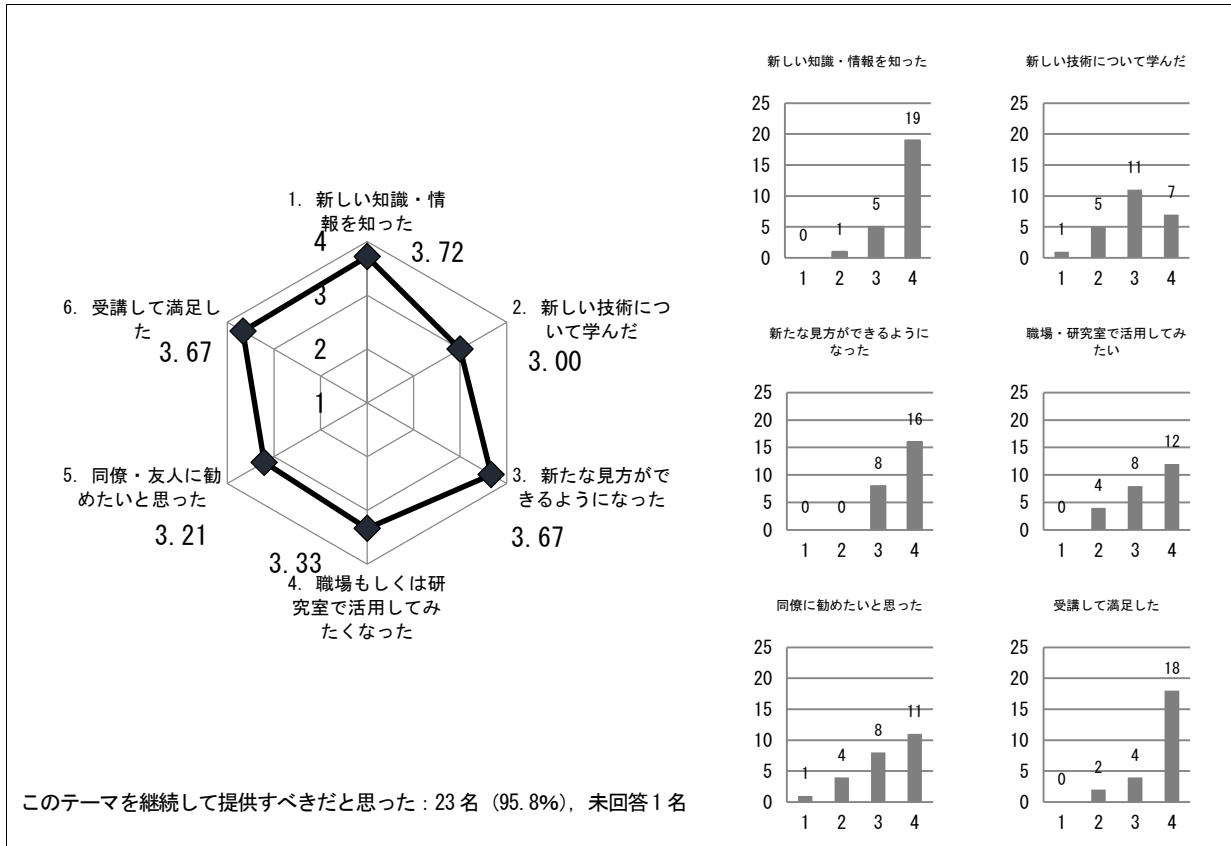 1. 新しい知識・情
報を知った
4
3.72
3
2
1
2. 新しい技術につ
いて学んだ
3.00
3. 新たな見方がで
きるようになった
3.67
4. 職場もしくは研
究室で活用してみ
たくなった
3.33
5. 同僚・友人に勧
めたいと思った
3.21
6. 受講して満足し
た
3.67
このテーマを継続して提供すべきだと思った：23名（95.8%），未回答1名
新しい知識・情報を知った
25
20
15
10
5
0
0
1
5
19
1 2 3 4
新しい技術について学んだ
25
20
15
10
5
0
1
5
11
7
1 2 3 4
新たな見方ができるように
なった
25
20
15
10
5
0
0
0
8
16
1 2 3 4
職場・研究室で活用してみ
たい
25
20
15
10
5
0
0
4
8
12
1 2 3 4
同僚に勧めたいと思った
25
20
15
10
5
0
1
4
8
11
1 2 3 4
受講して満足した
25
20
15
10
5
0
0
2
4
18
1 2 3 4